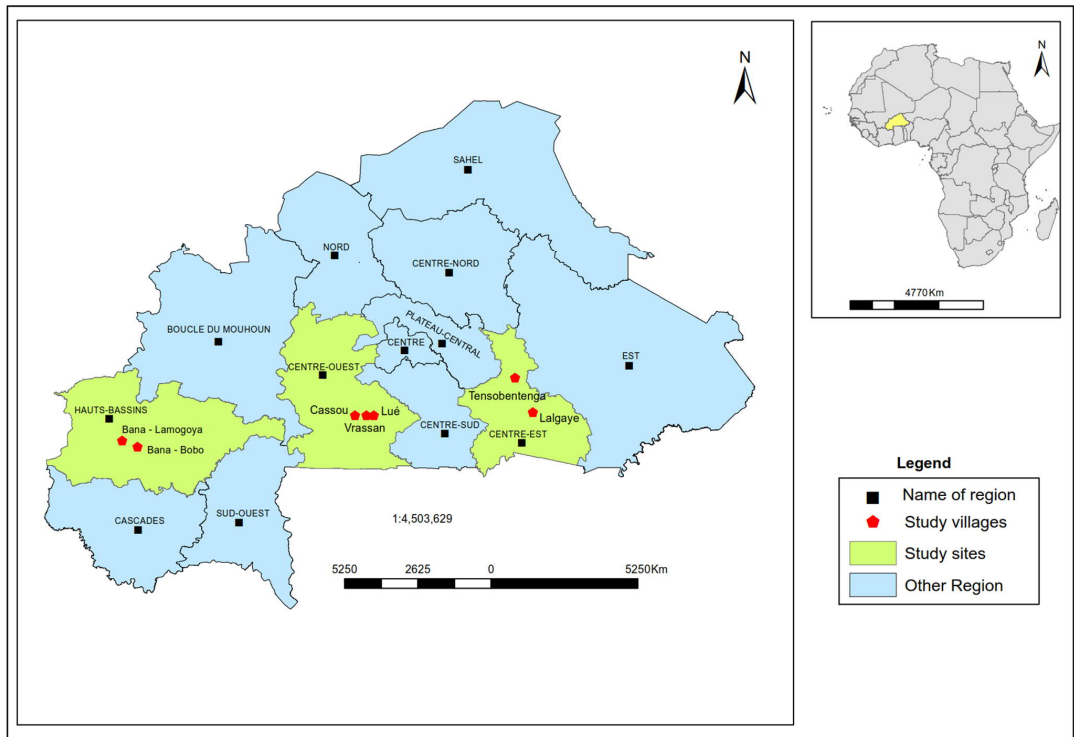 N
SAHEL
NORD
CENTRE-NORD
BOUCLE DU MOUHOUN
PLATEAU-CENTRAL
CENTRE
EST
CENTRE-OUEST
Tensobentenga
HAUTS-BASSINS
Cassou
Lué
Vrassan
Lalgaye
Bana - Lamogoya
CENTRE-SUD
CENTRE-EST
Bana - Bobo
CASCADES
SUD-OUEST
1:4,503,629
5250 2625 0 5250Km
N
4770Km
Legend
Name of region
Study villages
Study sites
Other Region